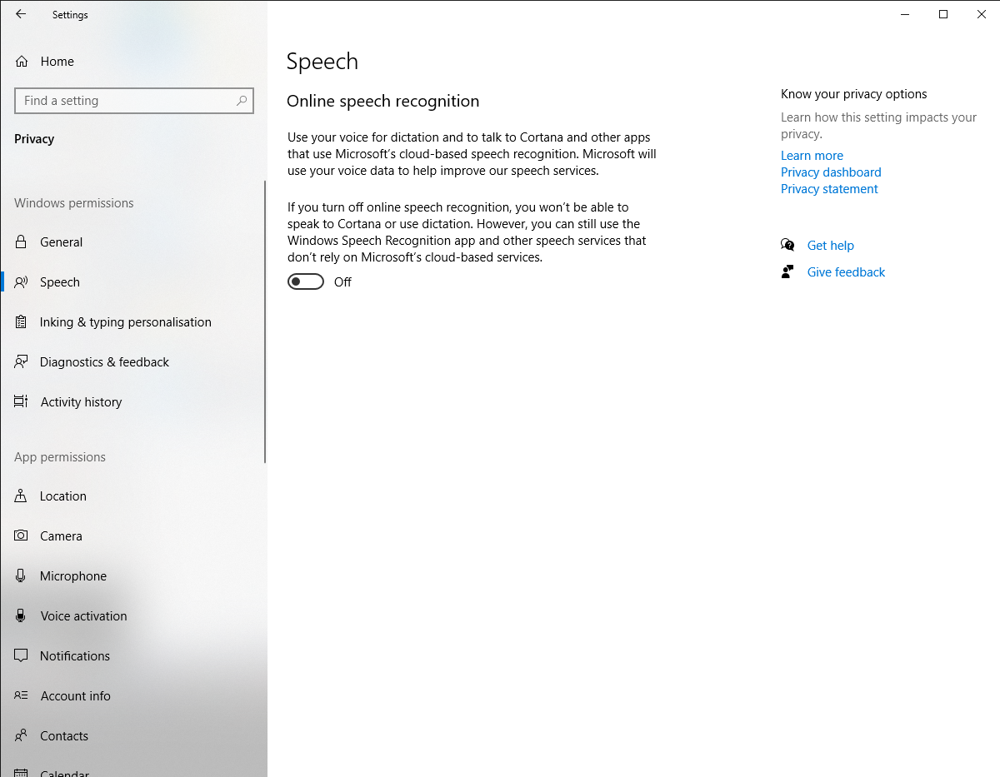 Settings
Home
Find a setting
Privacy
Windows permissions
General
Speech
Inking & typing personalisation
Diagnostics & feedback
Activity history
App permissions
Location
Camera
Microphone
Voice activation
Notifications
Account info
Contacts
Calendar
Speech
Online speech recognition
Use your voice for dictation and to talk to Cortana and other apps
that use Microsoft’s cloud-based speech recognition. Microsoft will
use your voice data to help improve our speech services.
If you turn off online speech recognition, you won’t be able to
speak to Cortana or use dictation. However, you can still use the
Windows Speech Recognition app and other speech services that
don’t rely on Microsoft’s cloud-based services.
Off
Know your privacy options
Learn how this setting impacts your
privacy.
Learn more
Privacy dashboard
Privacy statement
Get help
Give feedback